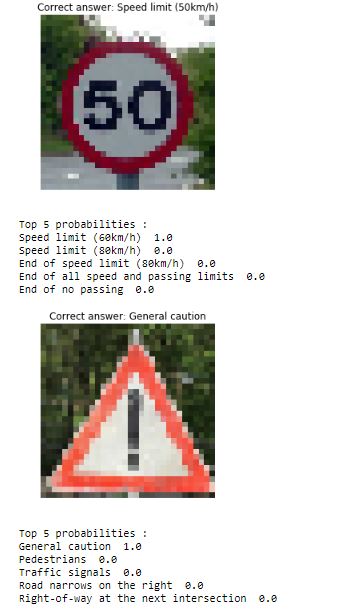 Correct answer: Speed limit (50km/h)
50
Top 5 probabilities :
Speed limit (60km/h)  1.0
Speed limit (80km/h)  0.0
End of speed limit (80km/h)  0.0
End of all speed and passing limits  0.0
End of no passing  0.0
Correct answer: General caution
!
Top 5 probabilities :
General caution  1.0
Pedestrians  0.0
Traffic signals  0.0
Road narrows on the right  0.0
Right-of-way at the next intersection  0.0